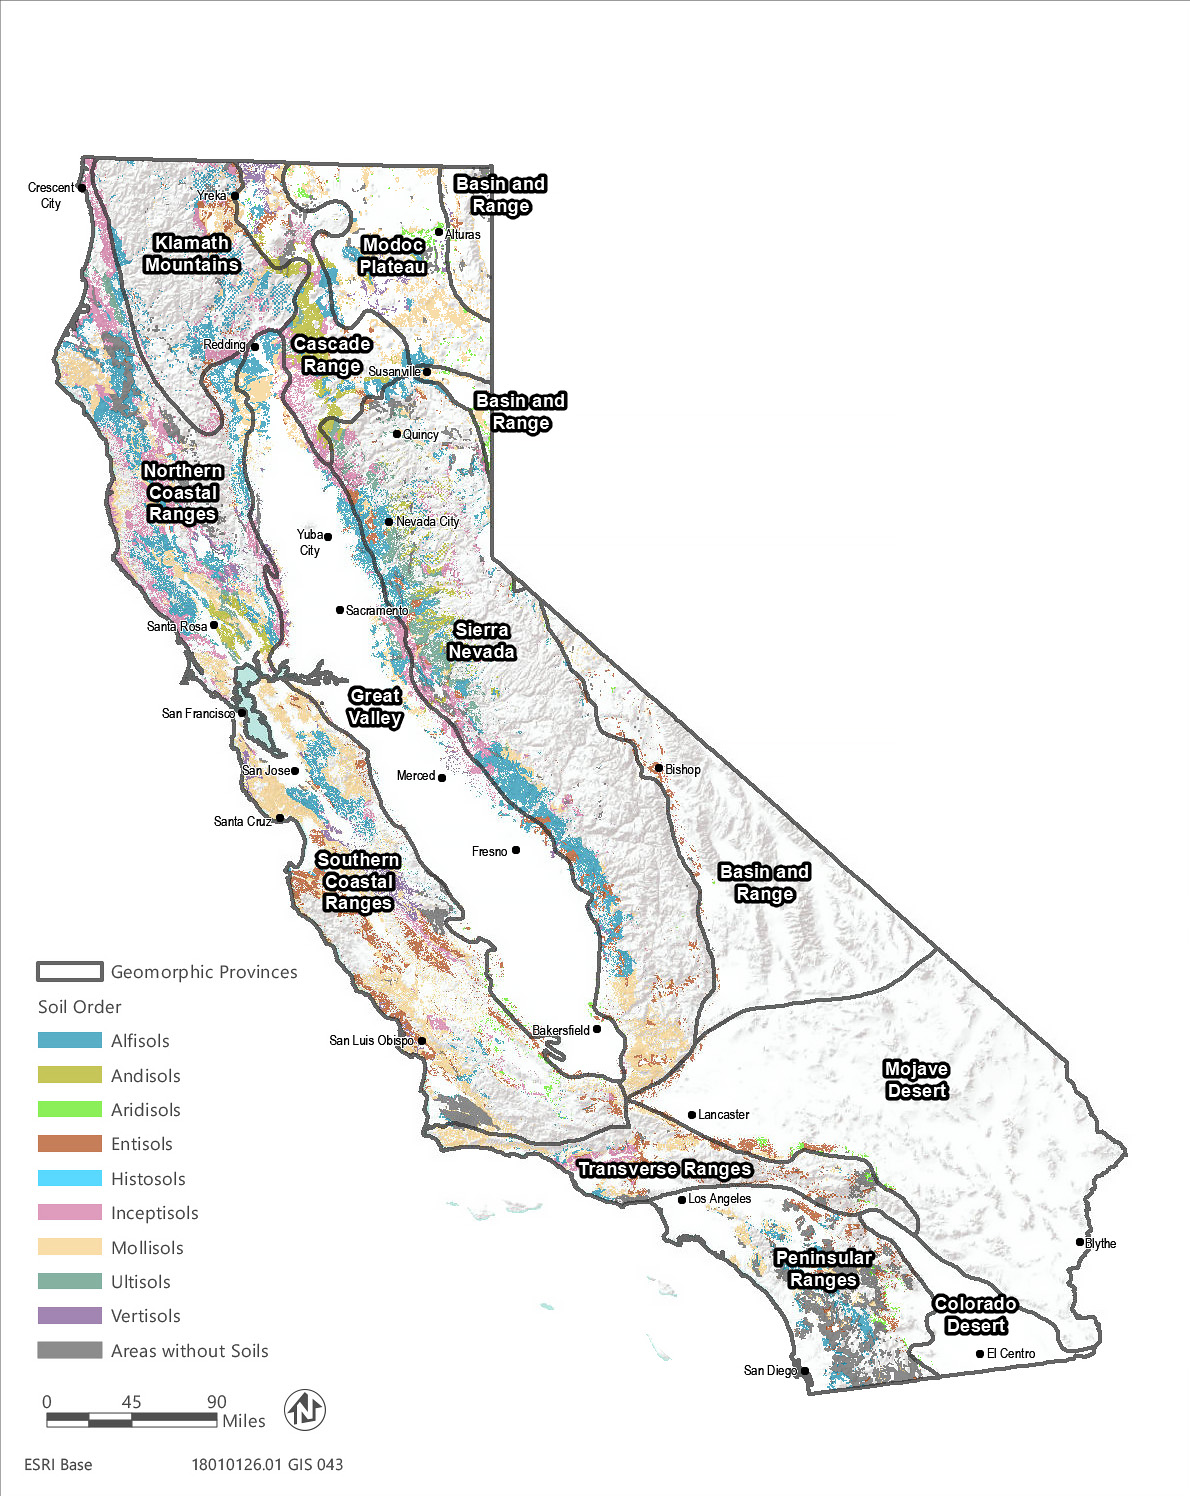 Crescent
City
Yreka
Basin and
Range
Klamath
Mountains
Modoc
Plateau
Alturas
Redding
Cascade
Range
Susanville
Basin and
Range
Quincy
Northern
Coastal
Ranges
Nevada City
Yuba
City
Sacramento
Santa Rosa
Sierra
Nevada
Great
Valley
San Francisco
San Jose
Merced
Bishop
Santa Cruz
Fresno
Southern
Coastal
Ranges
Basin and
Range
Geomorphic Provinces
Soil Order
Alfisols
Andisols
Aridisols
Entisols
Histosols
Inceptisols
Mollisols
Ultisols
Vertisols
Areas without Soils
Bakersfield
San Luis Obispo
Mojave
Desert
Lancaster
Transverse Ranges
Los Angeles
Blythe
Peninsular
Ranges
Colorado
Desert
El Centro
San Diego
0 45 90
Miles
N
ESRI Base 18010126.01 GIS 043